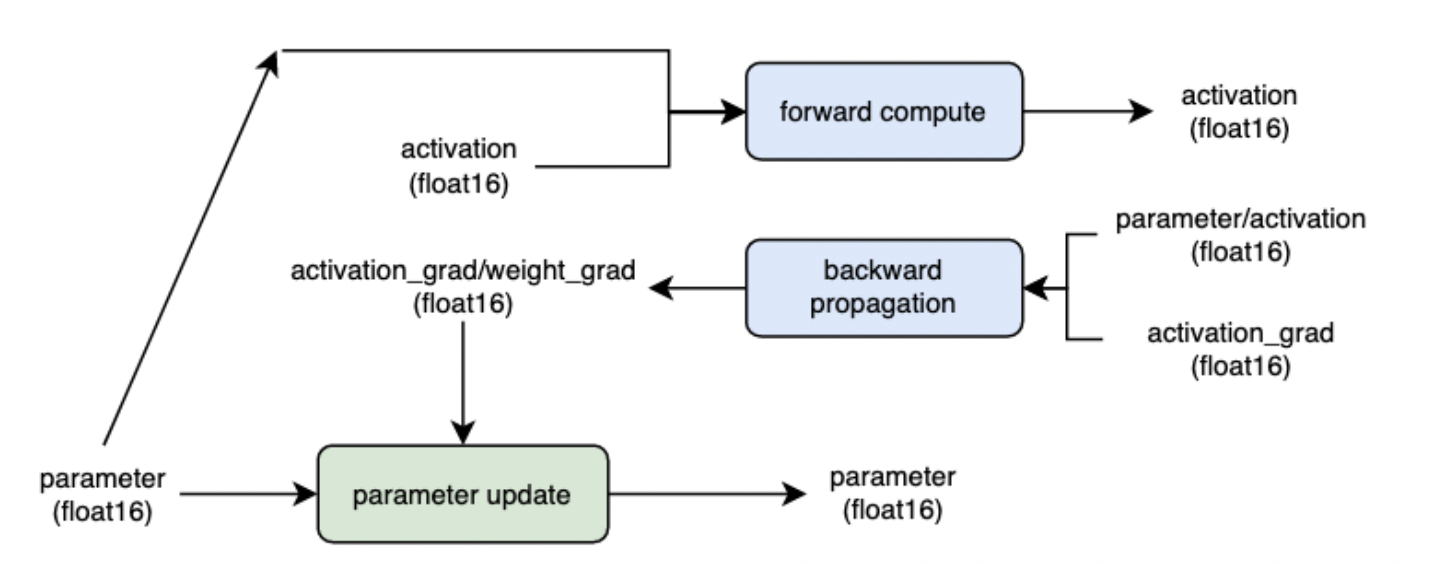 forward compute
activation
(float16)
activation
(float16)
parameter/activation
(float16)
activation_grad/weight_grad
(float16)
backward
propagation
activation_grad
(float16)
parameter
(float16)
parameter update
parameter
(float16)